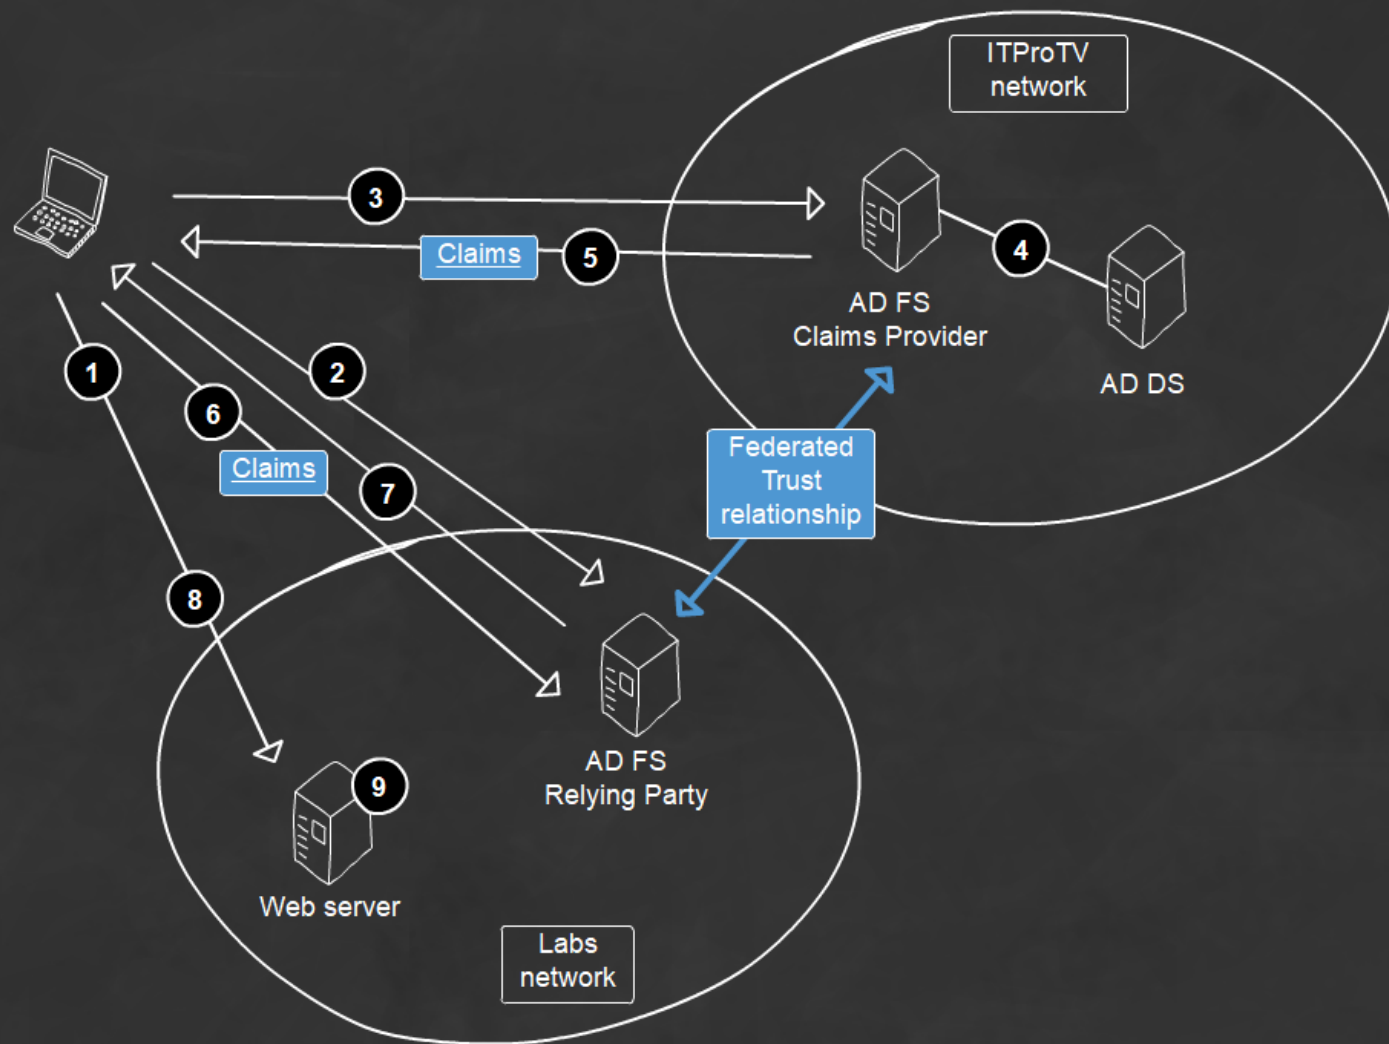 ITProTV
network
3
Claims
5
4
AD FS
Claims Provider
AD DS
1
2
6
Claims
7
Federated
Trust
relationship
8
9
AD FS
Relying Party
Web server
Labs
network